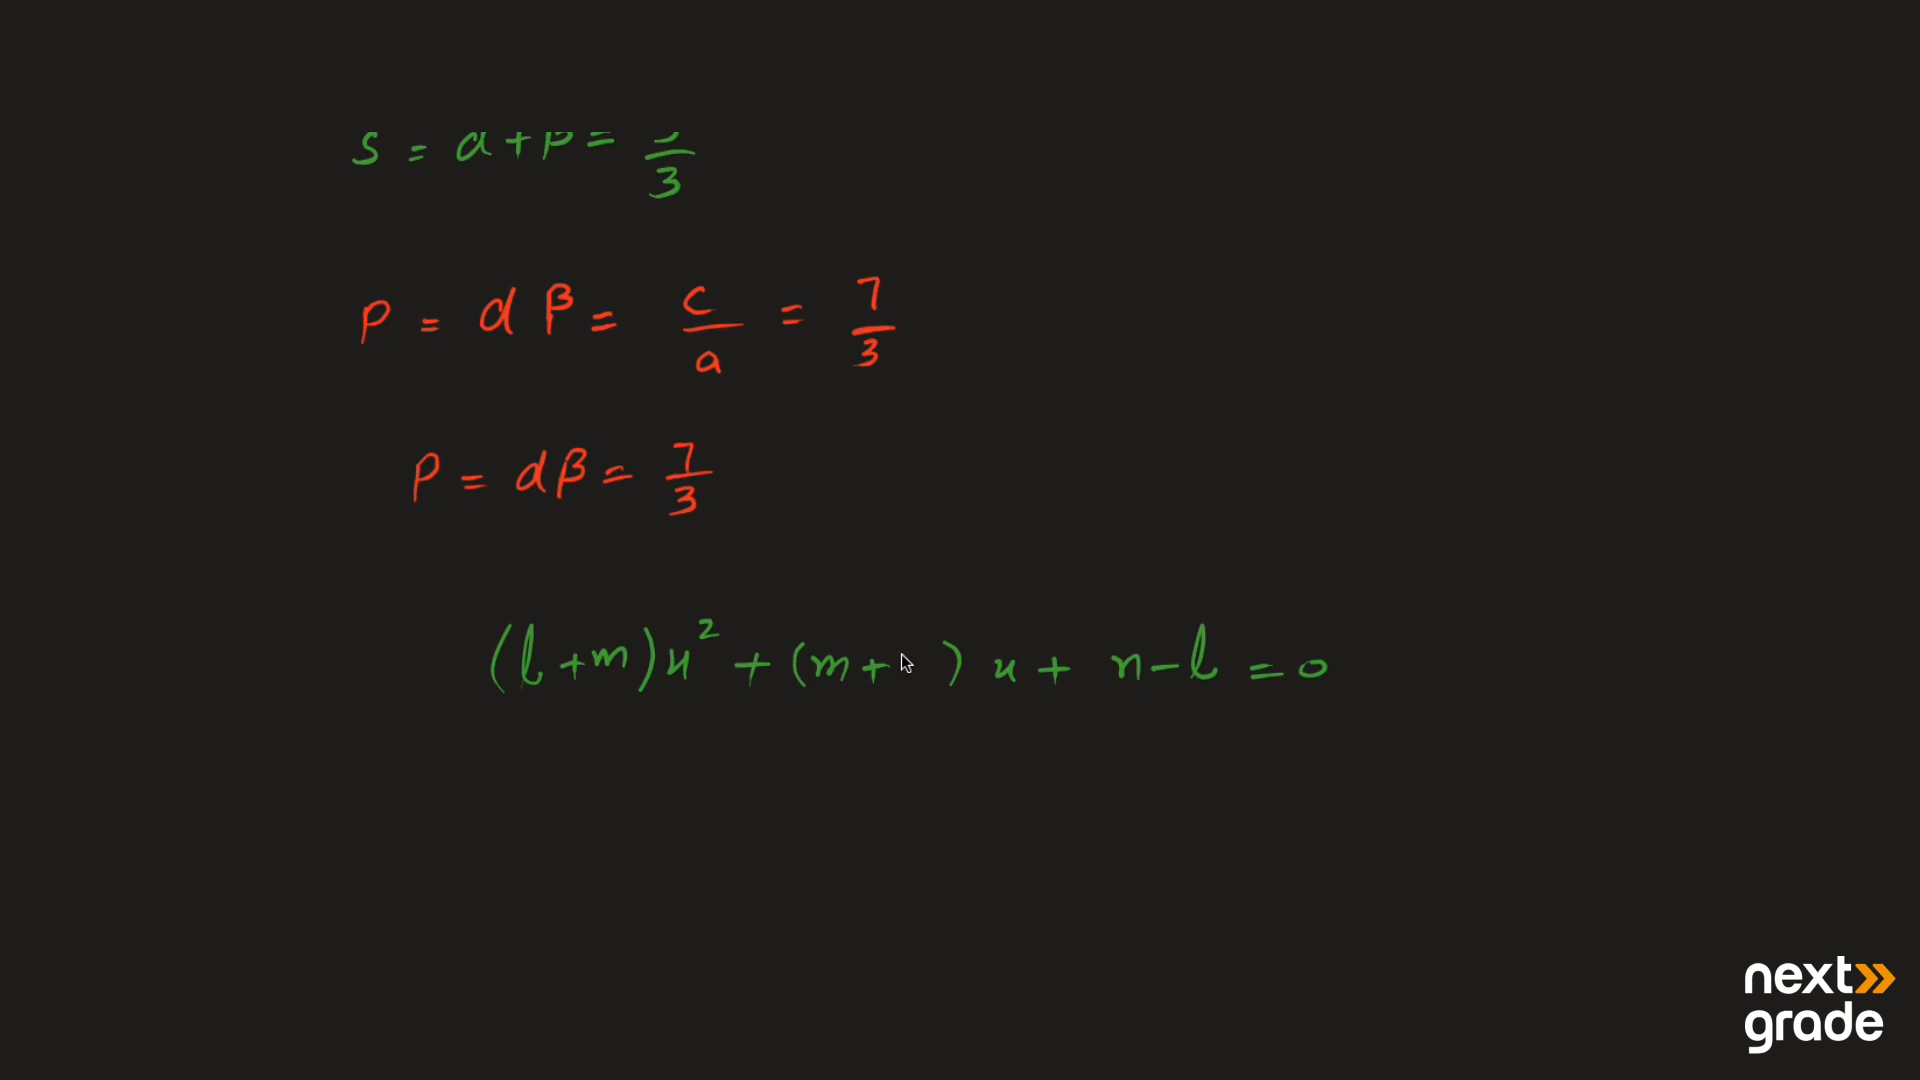 S = α + β = /3
P = α β = c/a = 7/3
P = αβ = 7/3
(l + m)x² + (m + ) x + n - l = 0
next
grade